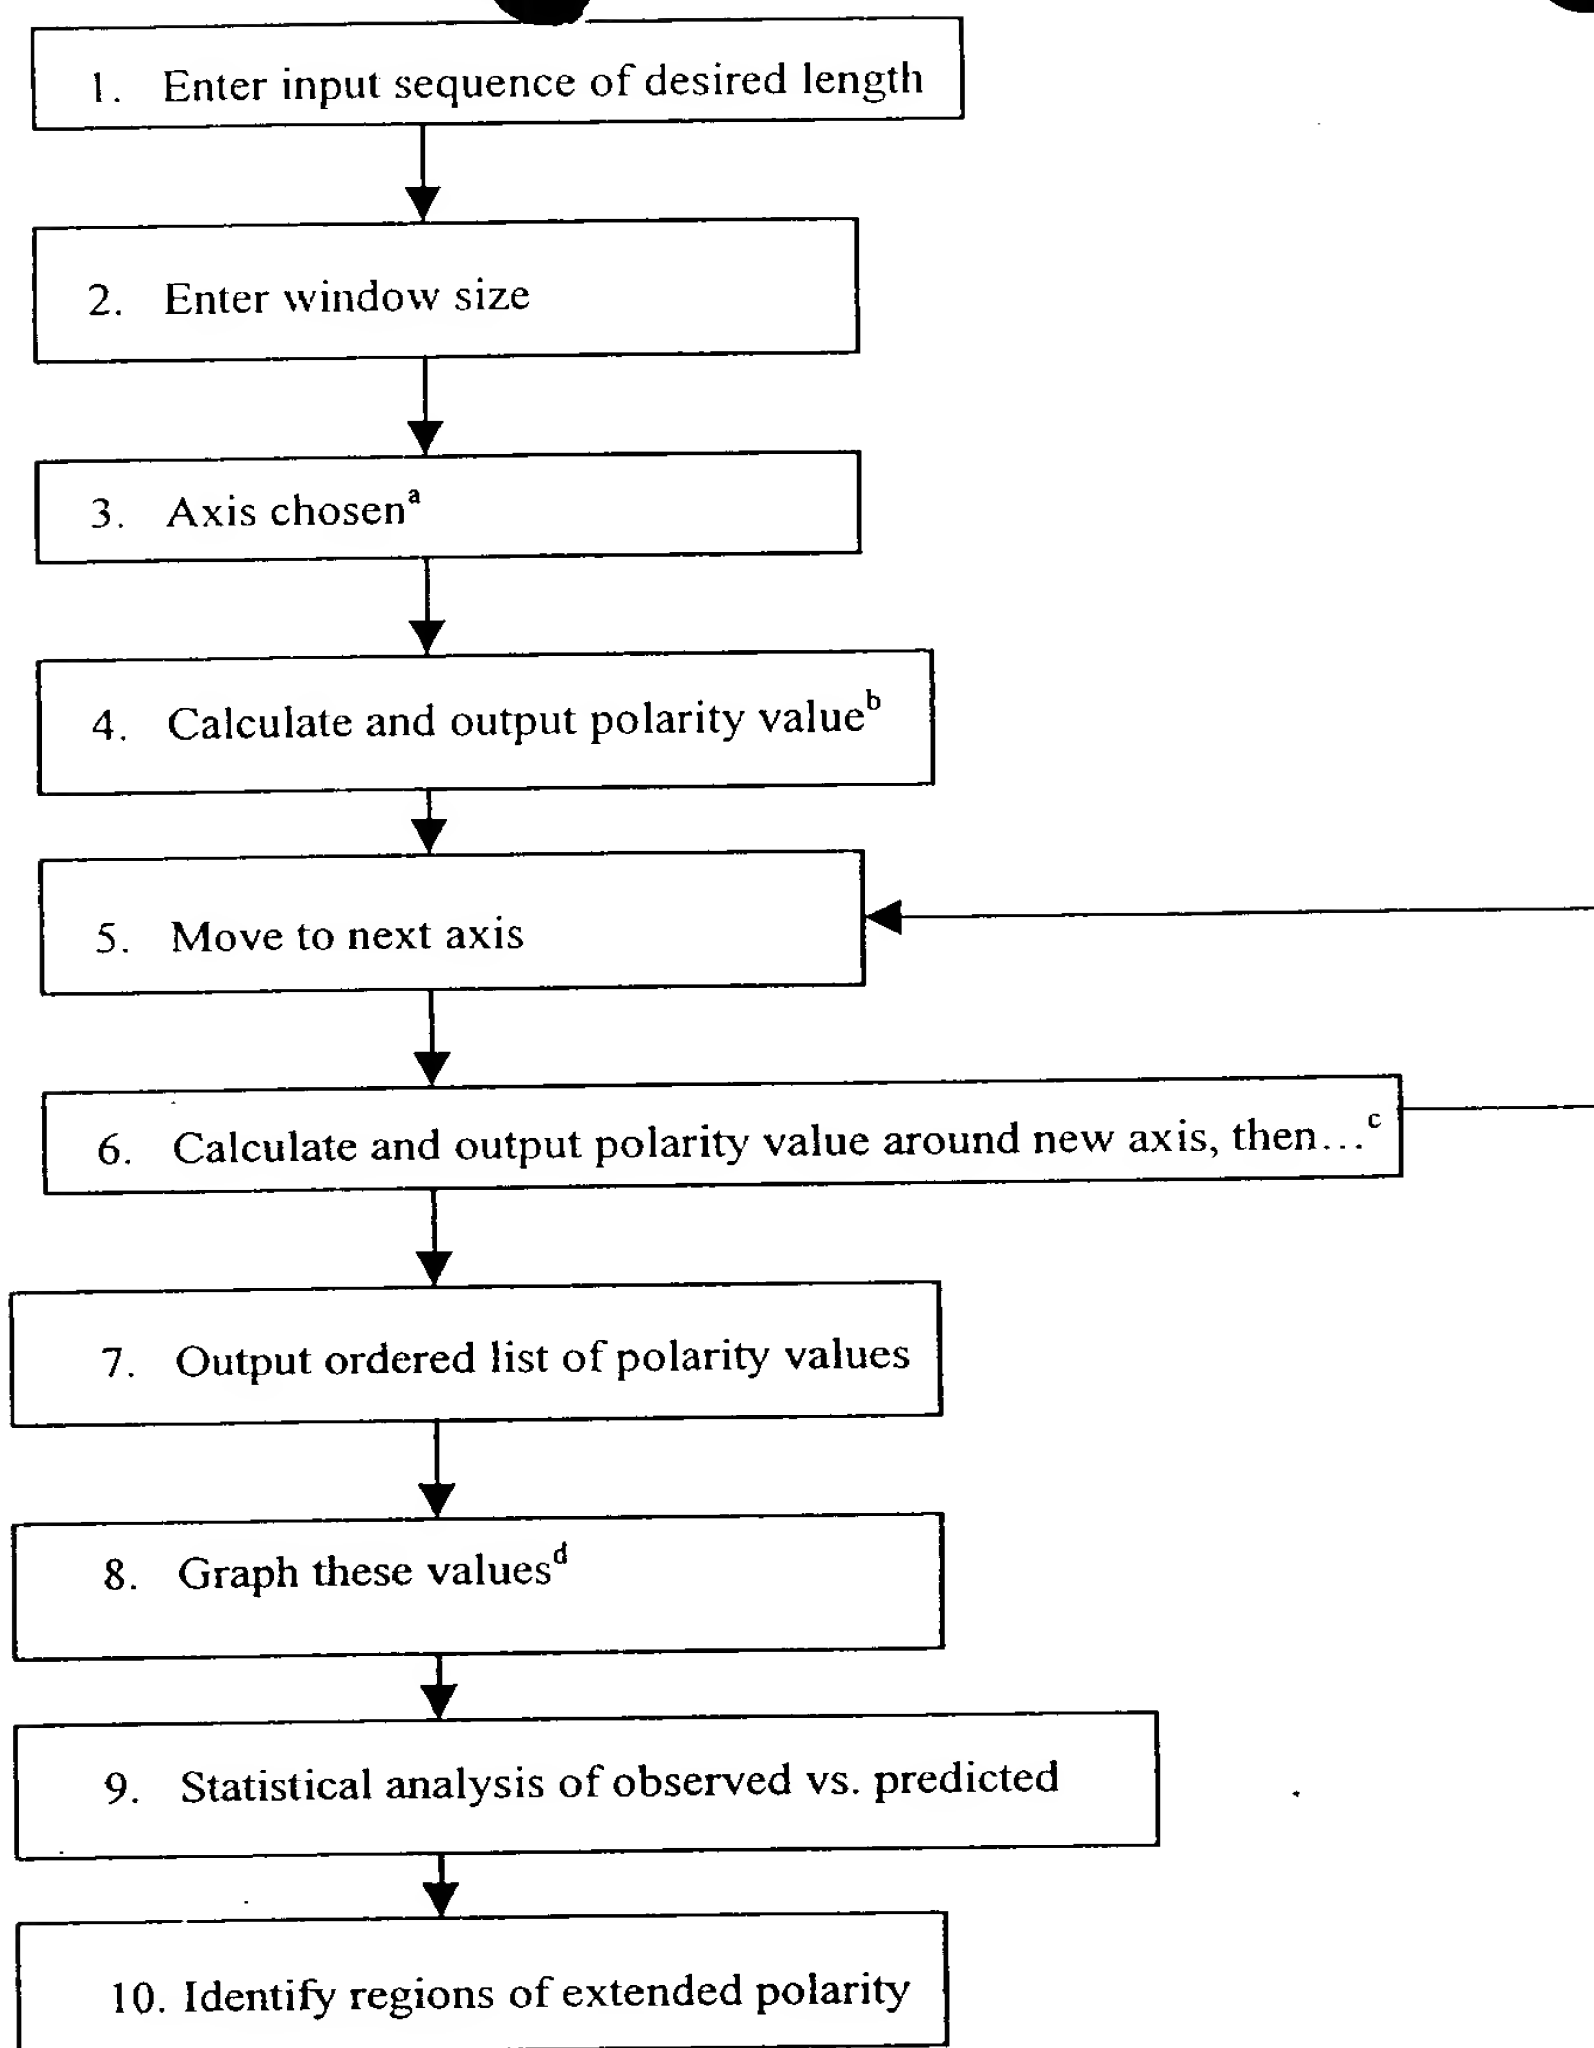 1. Enter input sequence of desired length
2. Enter window size
3. Axis chosenᵃ
4. Calculate and output polarity valueᵇ
5. Move to next axis
6. Calculate and output polarity value around new axis, then...ᶜ
7. Output ordered list of polarity values
8. Graph these valuesᵈ
9. Statistical analysis of observed vs. predicted
10. Identify regions of extended polarity